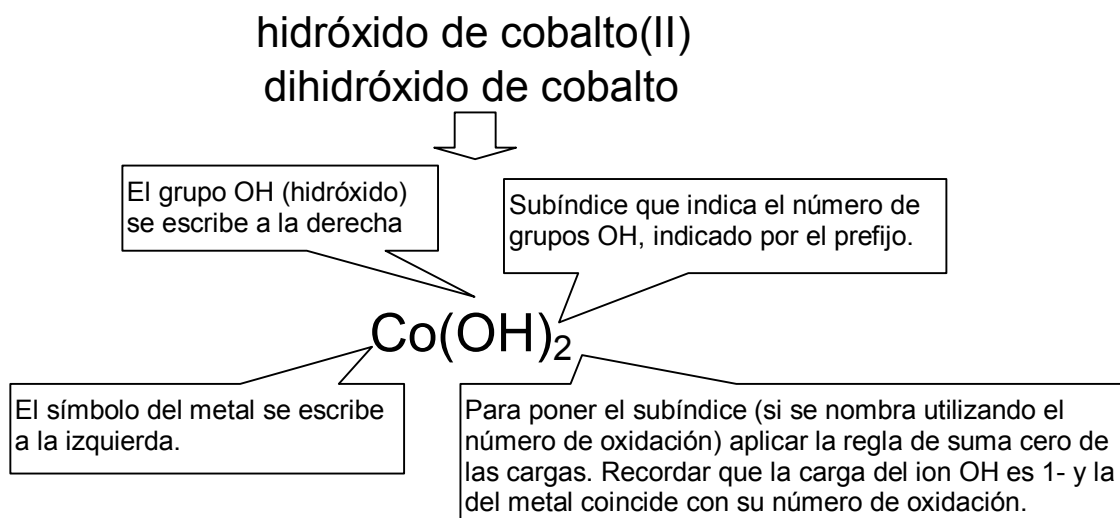 hidróxido de cobalto(II)
dihidróxido de cobalto
El grupo OH (hidróxido)
se escribe a la derecha
Subíndice que indica el número de
grupos OH, indicado por el prefijo.
Co(OH)₂
El símbolo del metal se escribe
a la izquierda.
Para poner el subíndice (si se nombra utilizando el
número de oxidación) aplicar la regla de suma cero de
las cargas. Recordar que la carga del ion OH es 1- y la
del metal coincide con su número de oxidación.